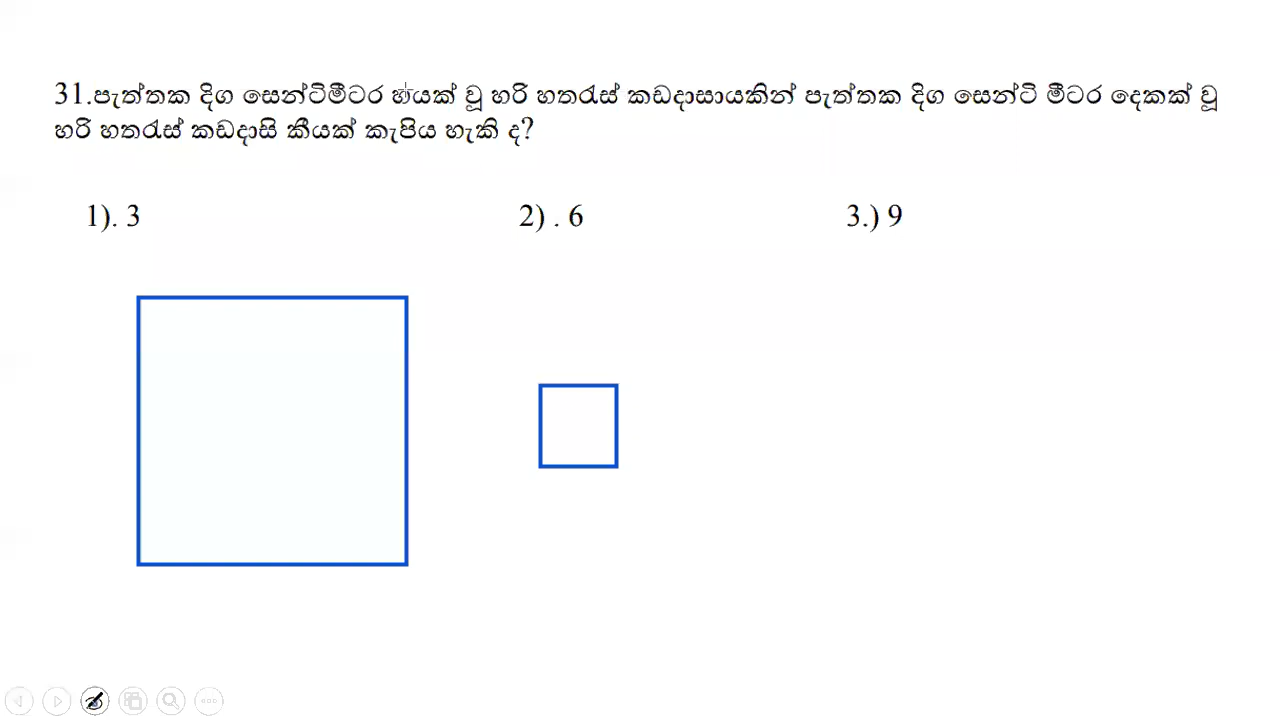 31.පැත්තක දිග සෙන්ටිමීටර හයක් වූ හරි හතරැස් කඩදාසායකින් පැත්තක දිග සෙන්ටි මීටර දෙකක් වූ
හරි හතරැස් කඩදාසි කීයක් කැපිය හැකි ද?
1). 3 2) . 6 3.) 9